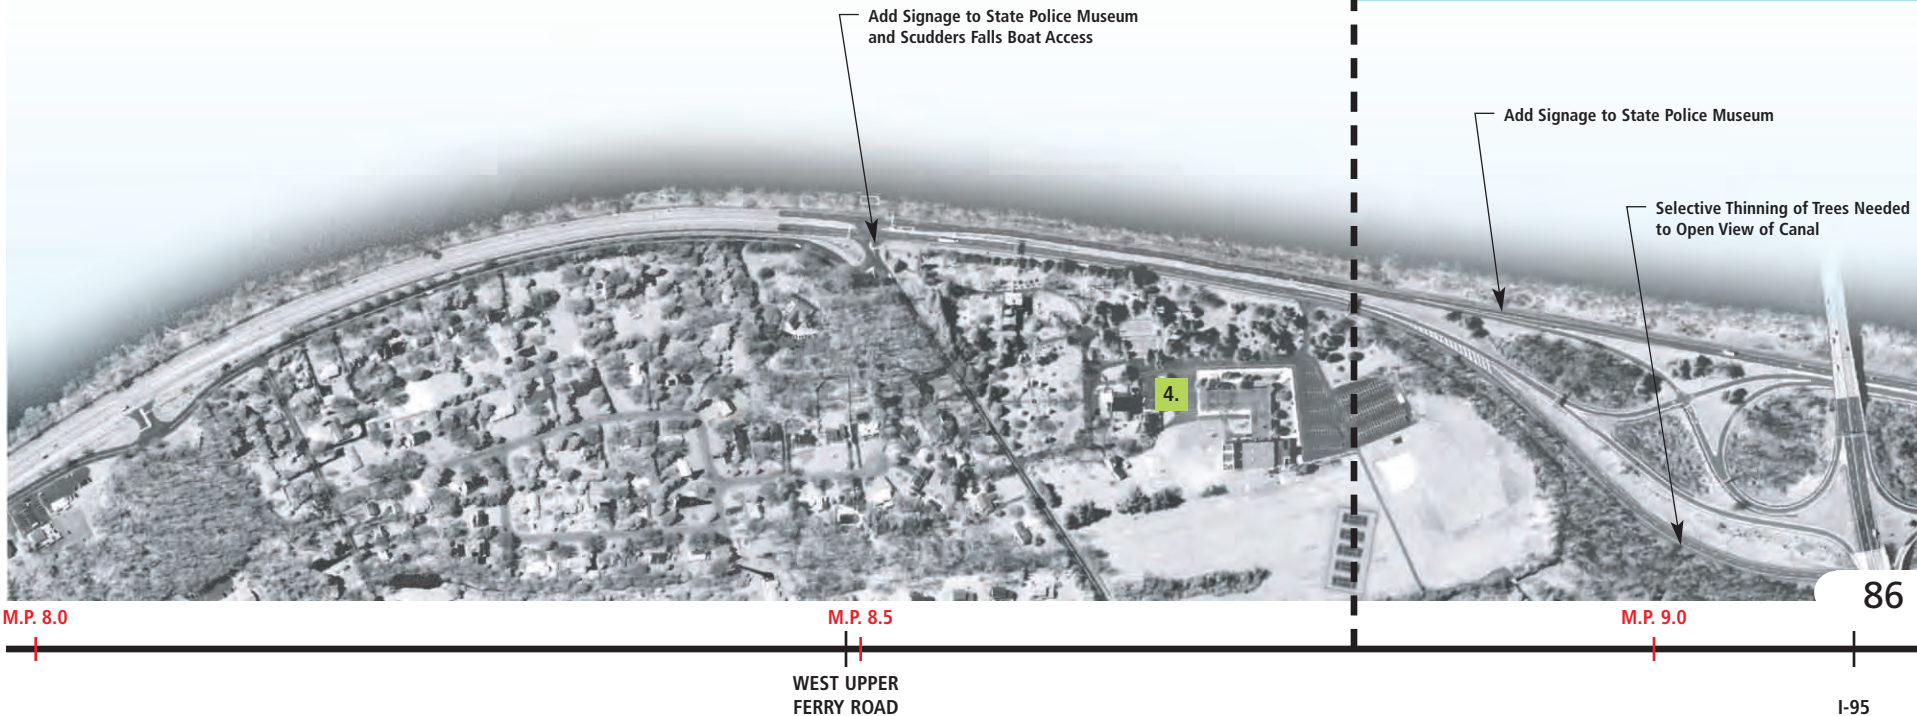 Add Signage to State Police Museum
and Scudders Falls Boat Access
Add Signage to State Police Museum
Selective Thinning of Trees Needed
to Open View of Canal
4.
86
M.P. 8.0
M.P. 8.5
M.P. 9.0
WEST UPPER
FERRY ROAD
I-95